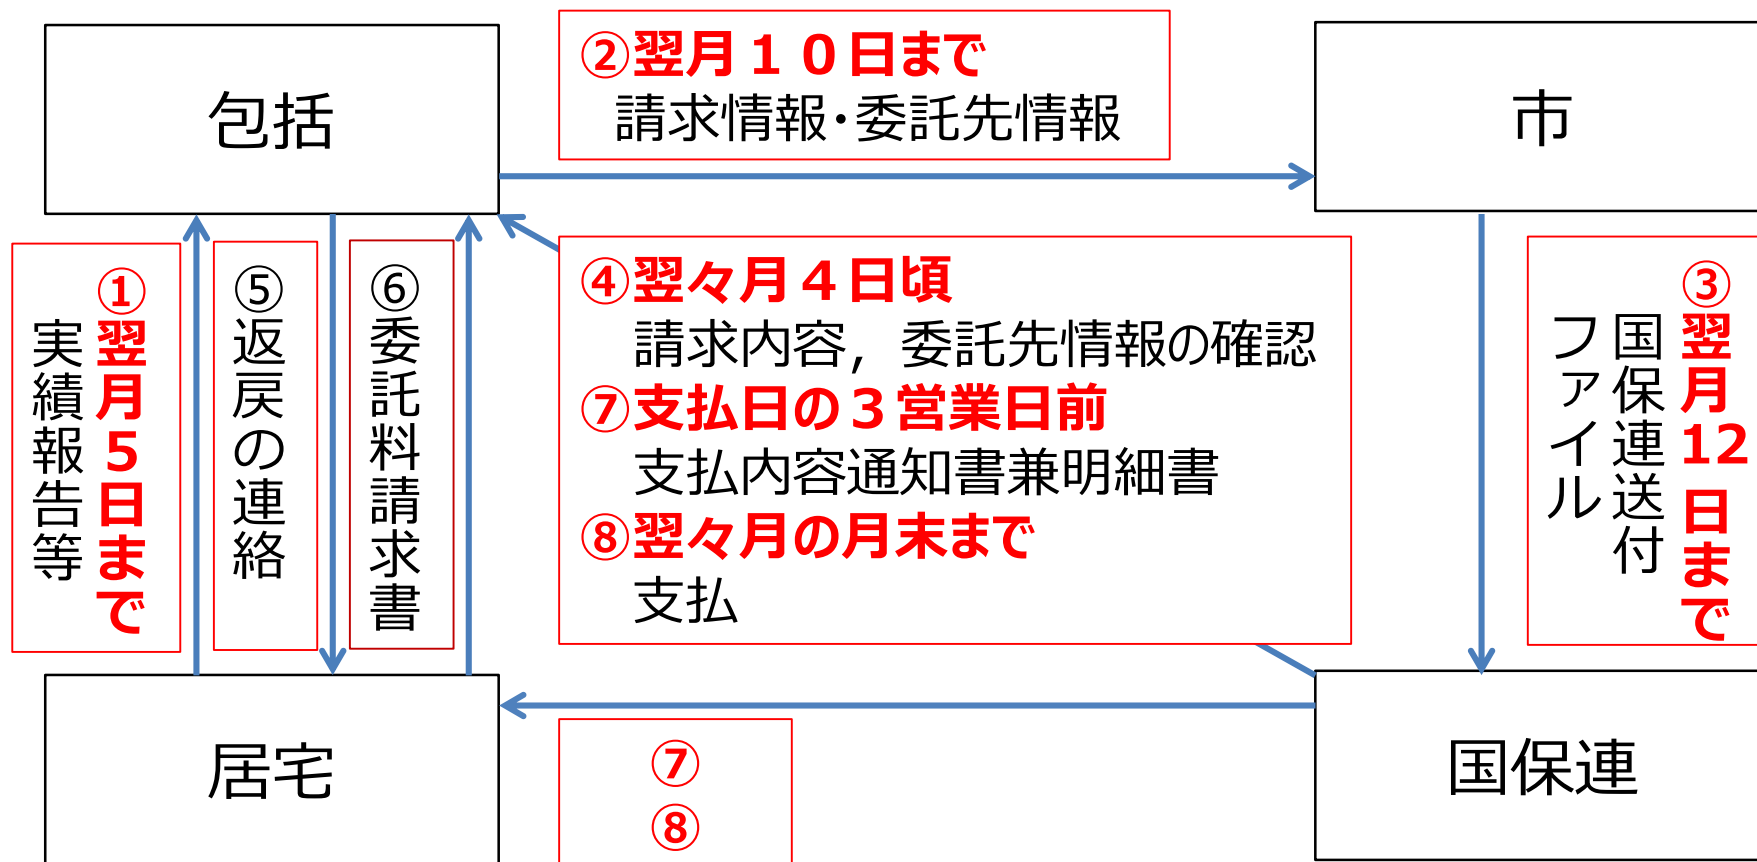 包括
②翌月１０日まで
請求情報・委託先情報
市
①翌月５日まで
実績報告等
⑤返戻の連絡
⑥委託料請求書
④翌々月４日頃
請求内容，委託先情報の確認
⑦支払日の３営業日前
支払内容通知書兼明細書
⑧翌々月の月末まで
支払
③翌月12日まで
国保連送付
ファイル
居宅
⑦
⑧
国保連